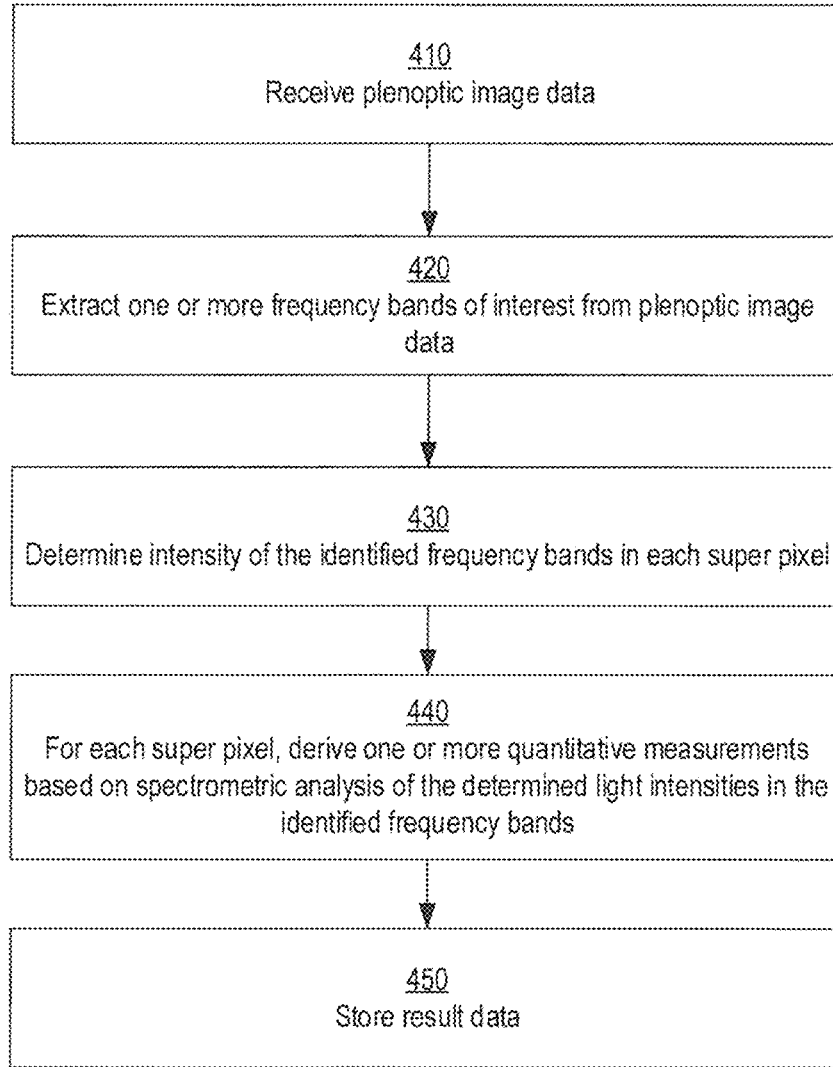 410
Receive plenoptic image data
420
Extract one or more frequency bands of interest from plenoptic image
data
430
Determine intensity of the identified frequency bands in each super pixel
440
For each super pixel, derive one or more quantitative measurements
based on spectrometric analysis of the determined light intensities in the
identified frequency bands
450
Store result data